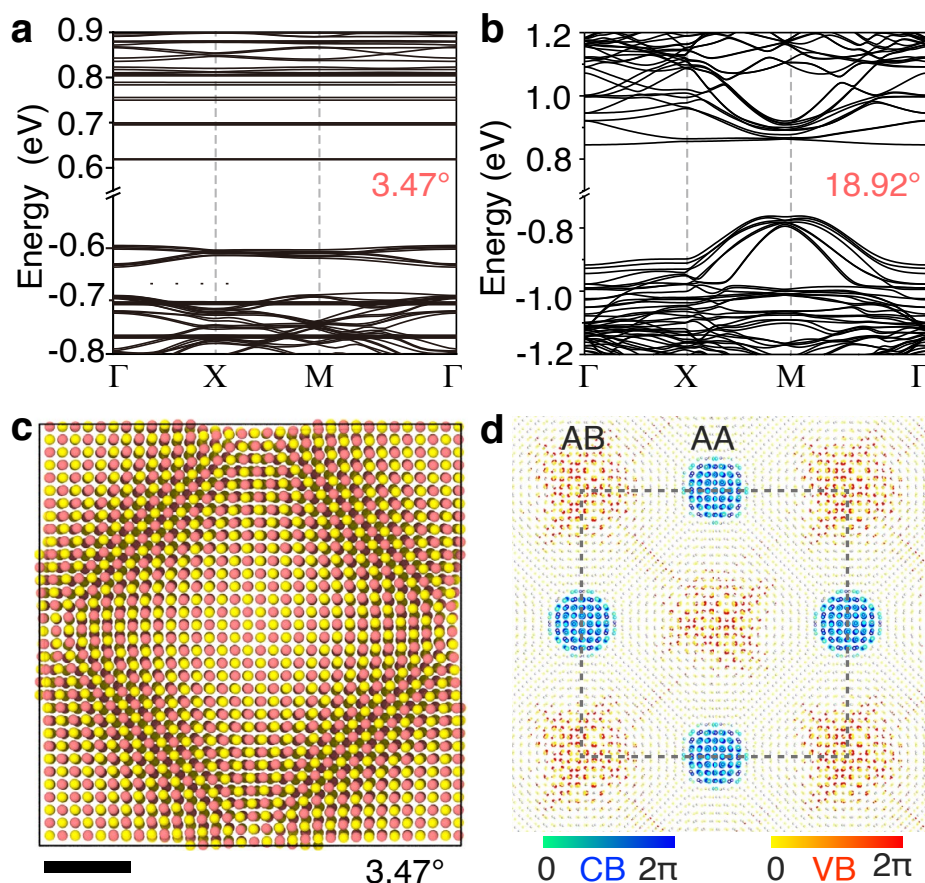 a
0.9
0.8
0.7
0.6
-0.6
-0.7
-0.8
Energy (eV)
3.47°
Γ X M Γ
b
1.2
1.0
0.8
-0.8
-1.0
-1.2
Energy (eV)
18.92°
Γ X M Γ
c
3.47°
d
AB AA
0 CB 2π
0 VB 2π